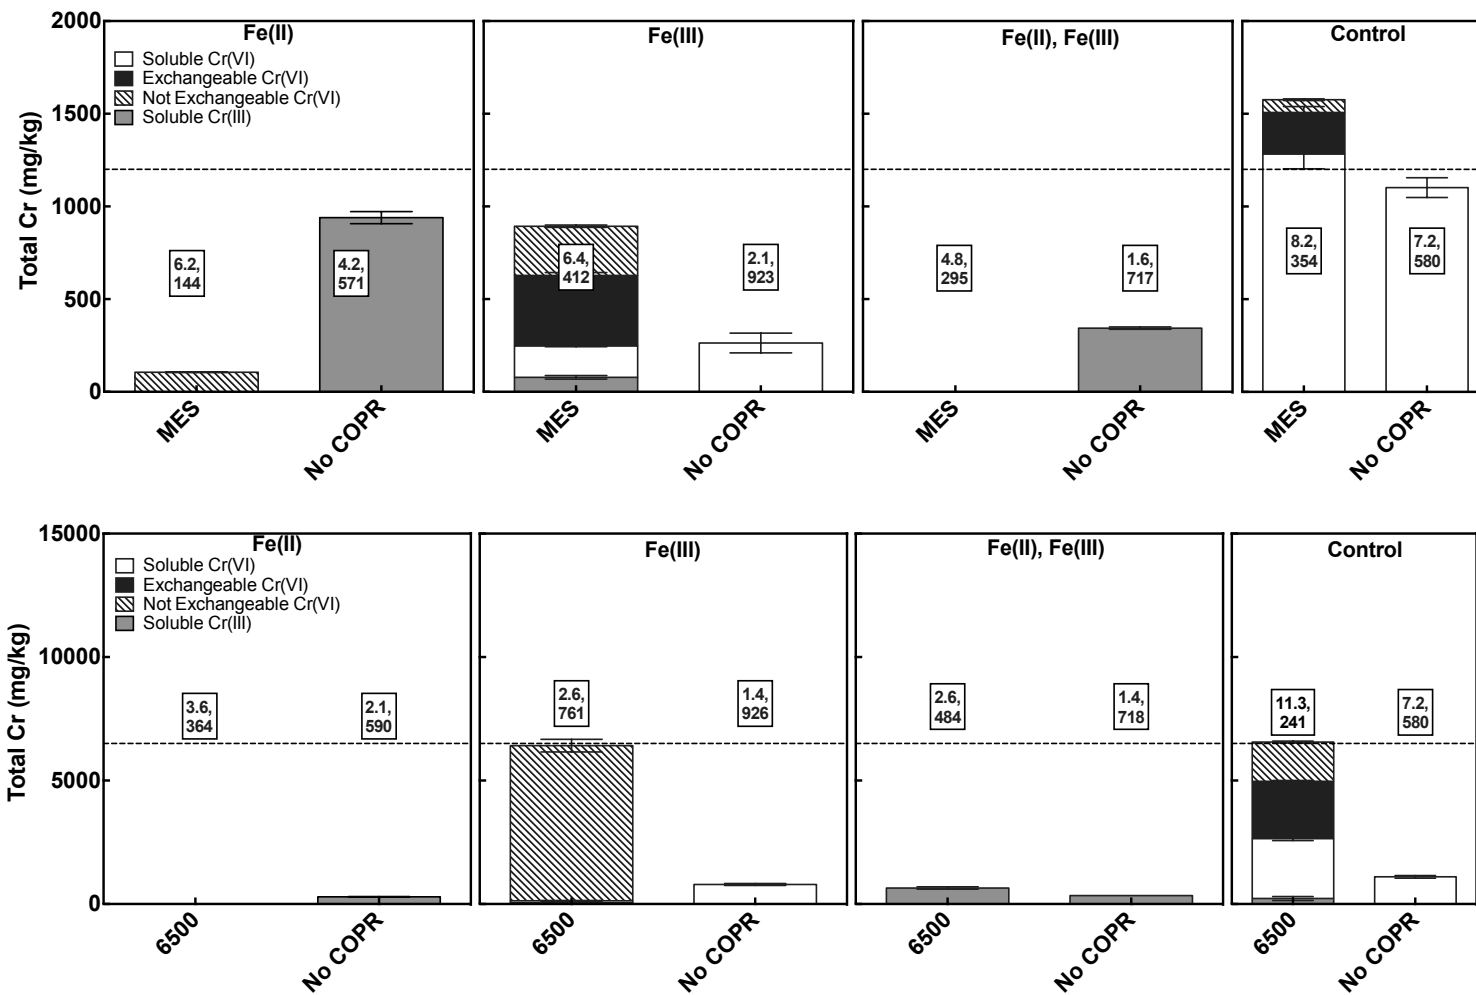 Fe(II)
Fe(III)
Fe(II), Fe(III)
Control
Soluble Cr(VI)
Exchangeable Cr(VI)
Not Exchangeable Cr(VI)
Soluble Cr(III)
Total Cr (mg/kg)
2000
1500
1000
500
0
6.2,
144
4.2,
571
6.4,
412
2.1,
923
4.8,
295
1.6,
717
8.2,
354
7.2,
580
MES
No COPR
MES
No COPR
MES
No COPR
MES
No COPR
Fe(II)
Fe(III)
Fe(II), Fe(III)
Control
Soluble Cr(VI)
Exchangeable Cr(VI)
Not Exchangeable Cr(VI)
Soluble Cr(III)
Total Cr (mg/kg)
15000
10000
5000
0
3.6,
364
2.1,
590
2.6,
761
1.4,
926
2.6,
484
1.4,
718
11.3,
241
7.2,
580
6500
No COPR
6500
No COPR
6500
No COPR
6500
No COPR